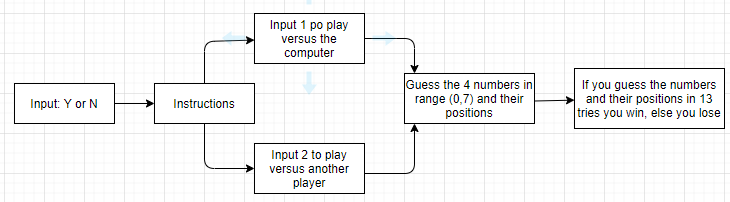 Input: Y or N
Instructions
Input 1 po play
versus the
computer
Input 2 to play
versus another
player
Guess the 4 numbers in
range (0,7) and their
positions
If you guess the numbers
and their positions in 13
tries you win, else you lose